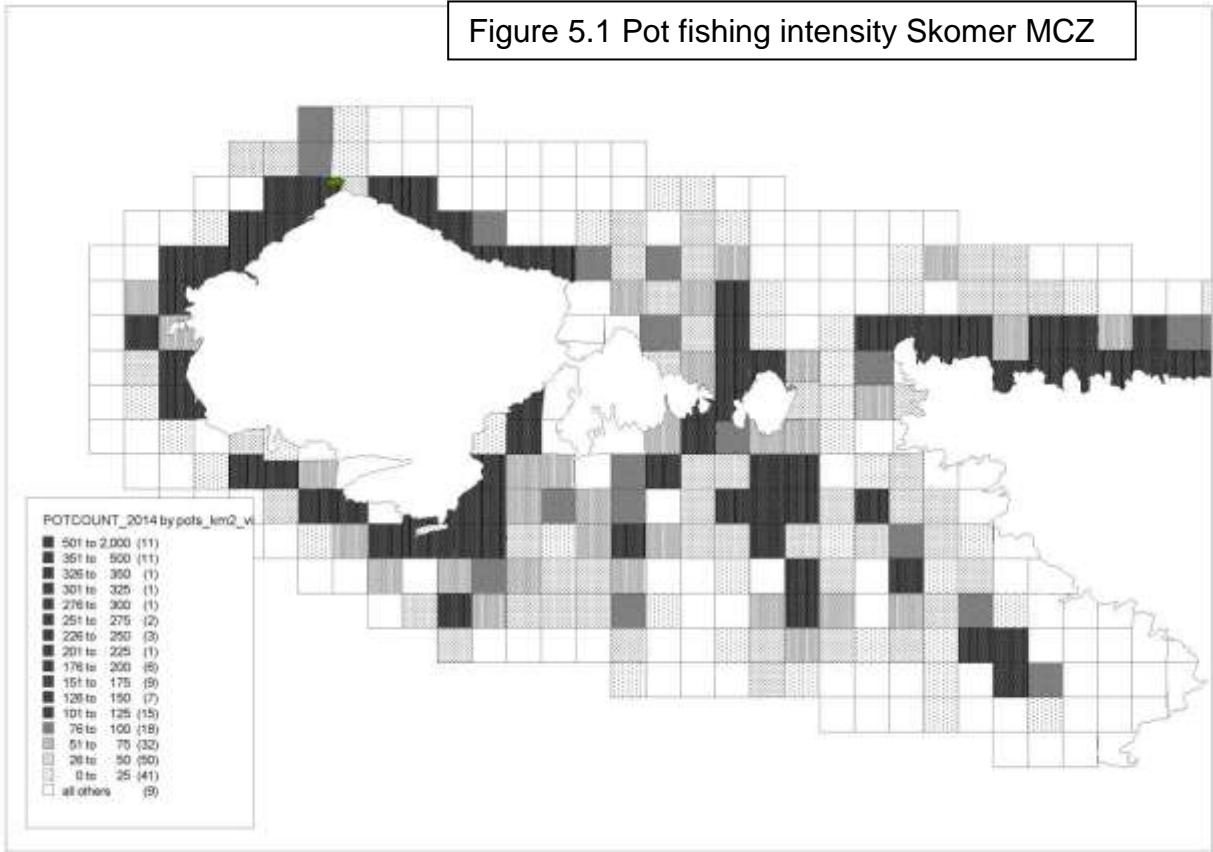 Figure 5.1 Pot fishing intensity Skomer MCZ
POTCOUNT_2014 by pots_km2_vi
501 to 2,000 (11)
351 to 500 (11)
326 to 350 (1)
301 to 325 (1)
276 to 300 (1)
251 to 275 (2)
226 to 250 (3)
201 to 225 (1)
176 to 200 (6)
151 to 175 (9)
126 to 150 (7)
101 to 125 (15)
76 to 100 (18)
51 to 75 (32)
26 to 50 (50)
0 to 25 (41)
all others (9)